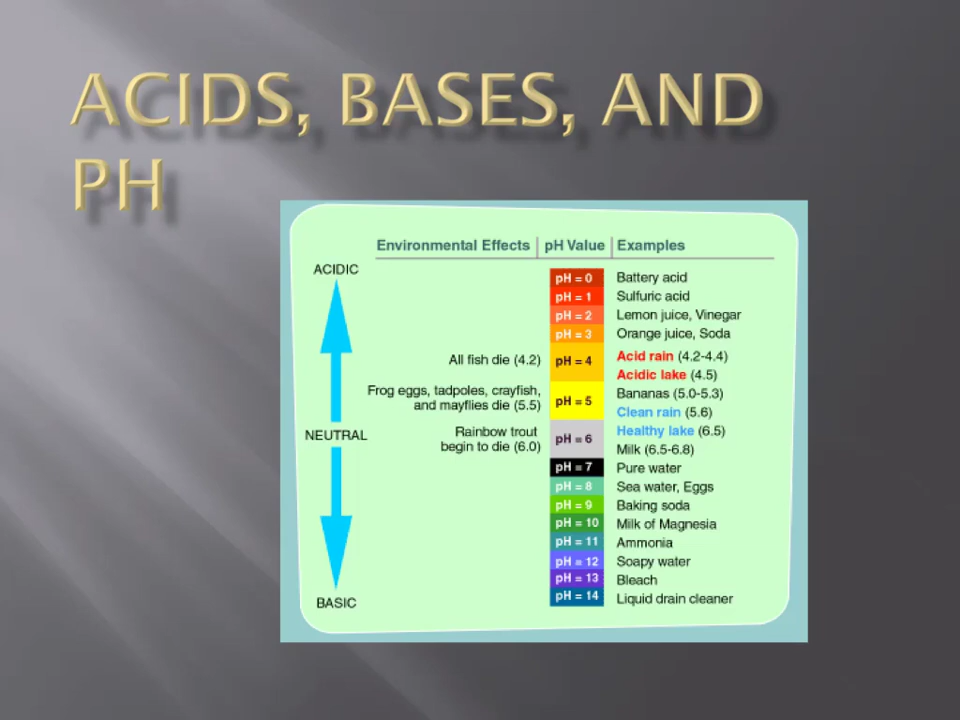 ACIDS, BASES, AND
PH
Environmental Effects | pH Value | Examples
ACIDIC
pH = 0 Battery acid
pH = 1 Sulfuric acid
pH = 2 Lemon juice, Vinegar
pH = 3 Orange juice, Soda
All fish die (4.2) pH = 4 Acid rain (4.2-4.4)
Acidic lake (4.5)
Frog eggs, tadpoles, crayfish,
and mayflies die (5.5) pH = 5 Bananas (5.0-5.3)
Clean rain (5.6)
NEUTRAL
Rainbow trout
begin to die (6.0) pH = 6 Healthy lake (6.5)
Milk (6.5-6.8)
pH = 7 Pure water
pH = 8 Sea water, Eggs
pH = 9 Baking soda
pH = 10 Milk of Magnesia
pH = 11 Ammonia
pH = 12 Soapy water
pH = 13 Bleach
pH = 14 Liquid drain cleaner
BASIC